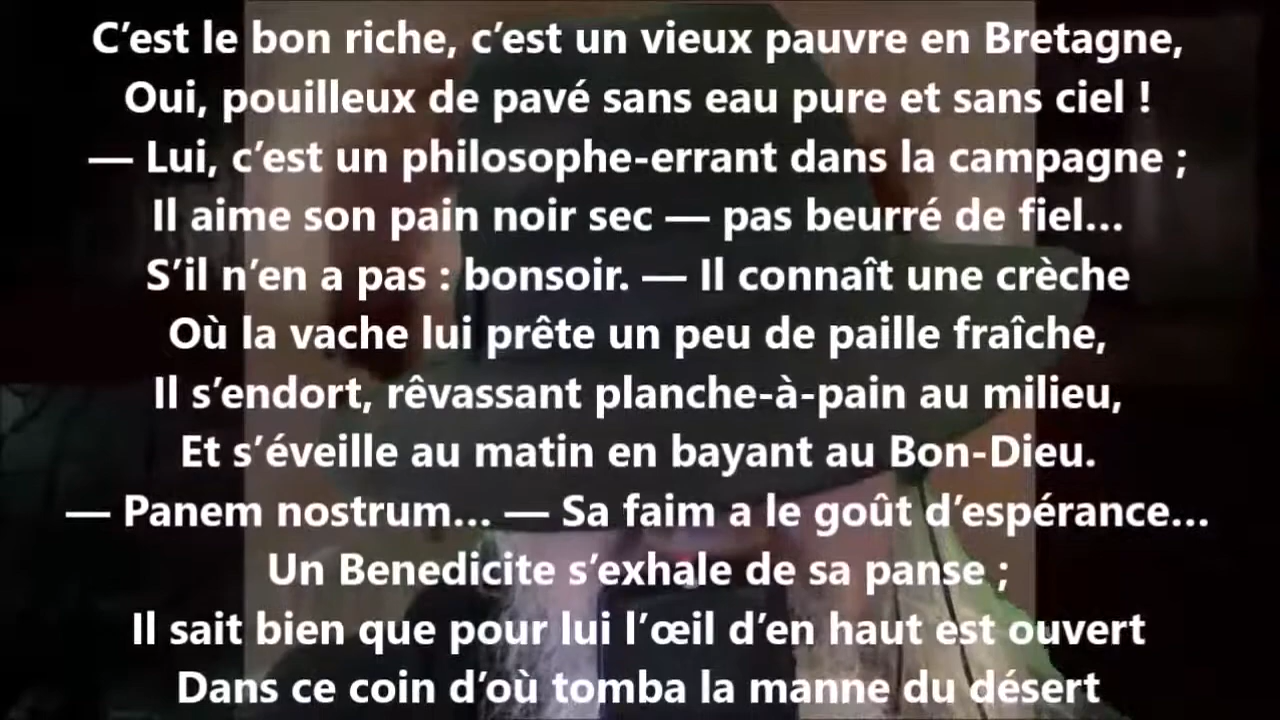 C’est le bon riche, c’est un vieux pauvre en Bretagne,
Oui, pouilleux de pavé sans eau pure et sans ciel !
— Lui, c’est un philosophe-errant dans la campagne ;
Il aime son pain noir sec — pas beurré de fiel…
S’il n’en a pas : bonsoir. — Il connaît une crèche
Où la vache lui prête un peu de paille fraîche,
Il s’endort, rêvassant planche-à-pain au milieu,
Et s’éveille au matin en bayant au Bon-Dieu.
— Panem nostrum… — Sa faim a le goût d’espérance…
Un Benedicite s’exhale de sa panse ;
Il sait bien que pour lui l’œil d’en haut est ouvert
Dans ce coin d’où tomba la manne du désert